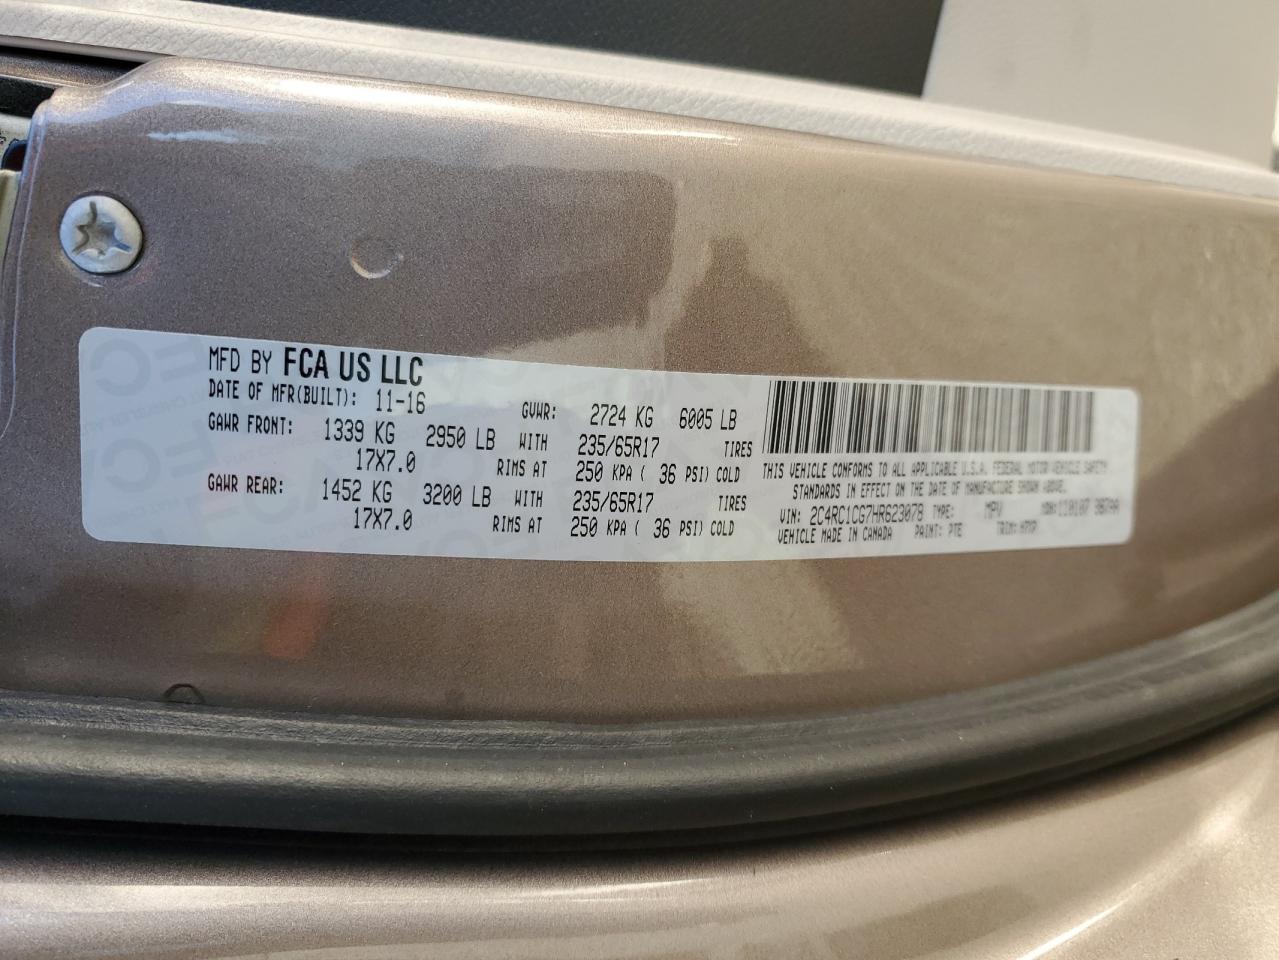 MFD BY FCA US LLC
DATE OF MFR(BUILT): 11-16 GVWR: 2724 KG 6005 LB
GAWR FRONT: 1339 KG 2950 LB WITH 235/65R17 TIRES
17X7.0 RIMS AT 250 KPA ( 36 PSI) COLD
GAWR REAR: 1452 KG 3200 LB WITH 235/65R17 TIRES
17X7.0 RIMS AT 250 KPA ( 36 PSI) COLD
THIS VEHICLE CONFORMS TO ALL APPLICABLE U.S.A. FEDERAL MOTOR VEHICLE SAFETY
STANDARDS IN EFFECT ON THE DATE OF MANUFACTURE SHOWN ABOVE.
VIN: 2C4RC1CG7HR623078 TYPE: MPV MDH:
VEHICLE MADE IN CANADA PAINT: PTE TRIM: